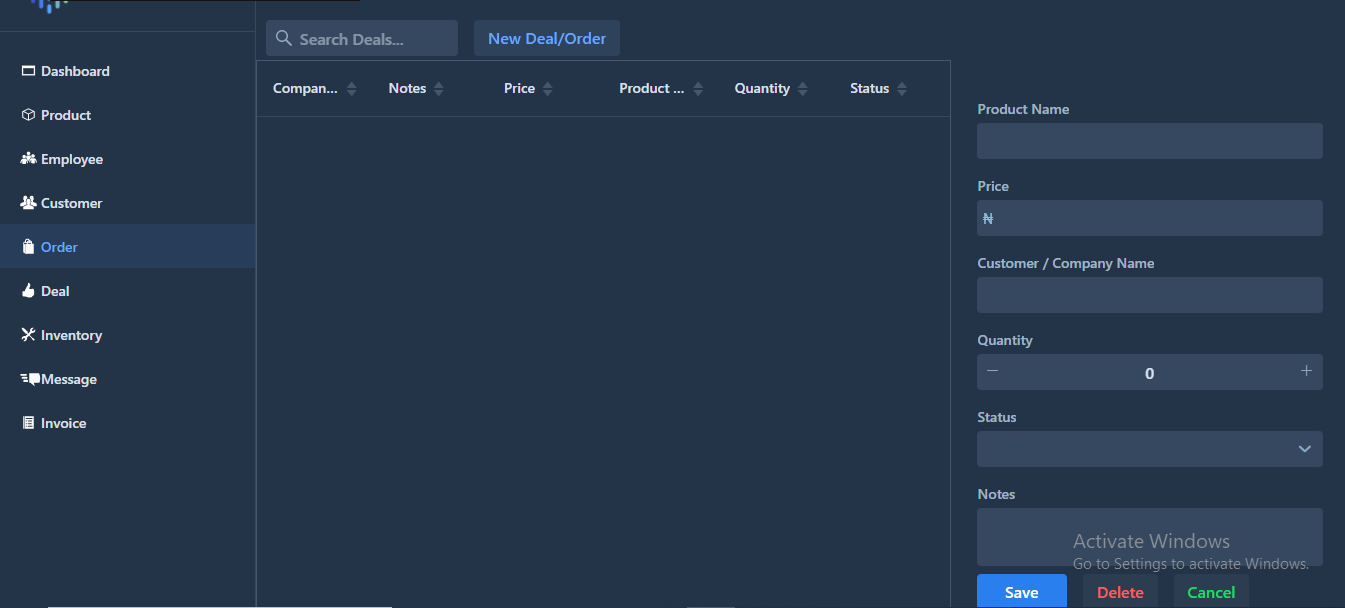 Search Deals...
New Deal/Order
Dashboard
Product
Employee
Customer
Order
Deal
Inventory
Message
Invoice
Compan... Notes Price Product ... Quantity Status
Product Name
Price
₦
Customer / Company Name
Quantity
0
Status
Notes
Activate Windows
Go to Settings to activate Windows.
Save Delete Cancel